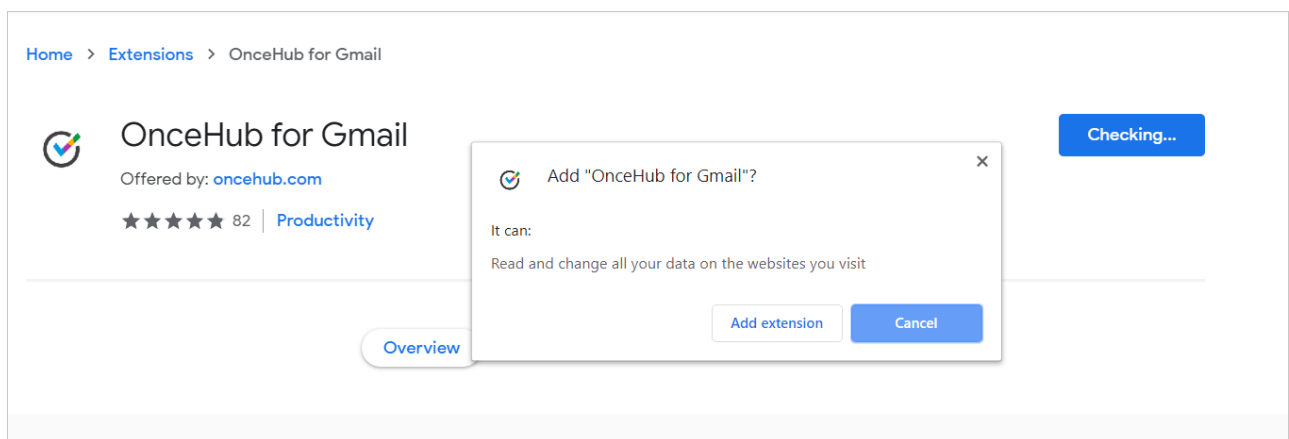 Home > Extensions > OnceHub for Gmail
OnceHub for Gmail
Offered by: oncehub.com
82 | Productivity
Checking...
Add "OnceHub for Gmail"?
It can:
Read and change all your data on the websites you visit
Add extension
Cancel
Overview